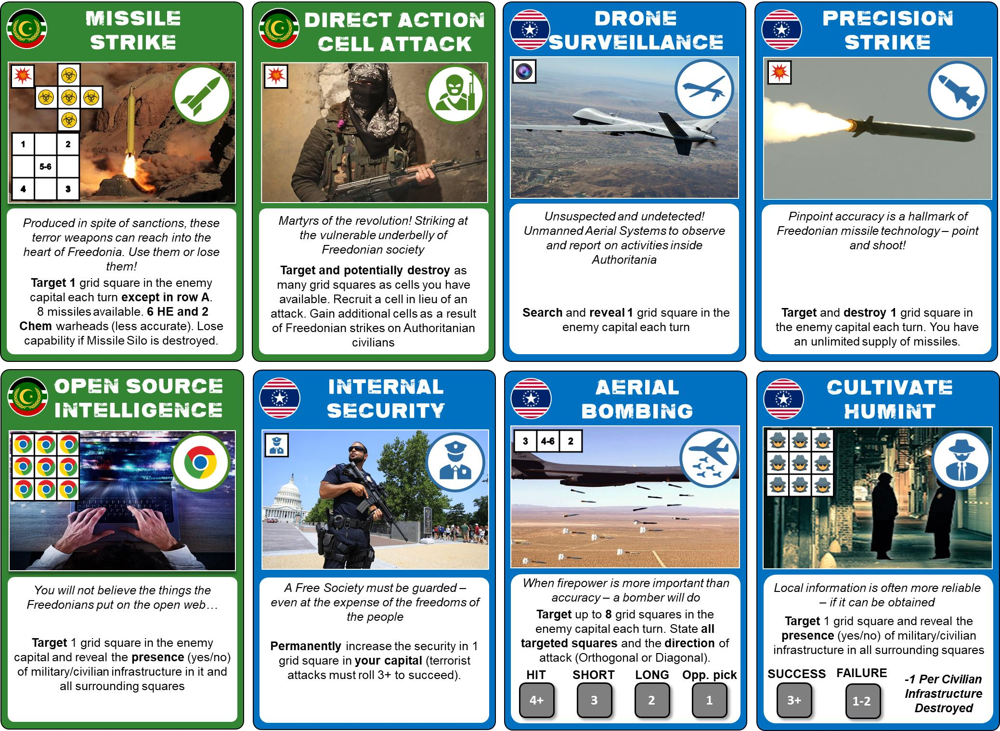 MISSILE
STRIKE
1
2
5-6
4
3
Produced in spite of sanctions, these
terror weapons can reach into the
heart of Freedonia. Use them or lose
them!
Target 1 grid square in the enemy
capital each turn except in row A.
8 missiles available. 6 HE and 2
Chem warheads (less accurate). Lose
capability if Missile Silo is destroyed.
DIRECT ACTION
CELL ATTACK
Martyrs of the revolution! Striking at
the vulnerable underbelly of
Freedonian society
Target and potentially destroy as
many grid squares as cells you have
available. Recruit a cell in lieu of an
attack. Gain additional cells as a result
of Freedonian strikes on Authoritanian
civilians
DRONE
SURVEILLANCE
Unsuspected and undetected!
Unmanned Aerial Systems to observe
and report on activities inside
Authoritania
Search and reveal 1 grid square in the
enemy capital each turn
PRECISION
STRIKE
Pinpoint accuracy is a hallmark of
Freedonian missile technology – point
and shoot!
Target and destroy 1 grid square in
the enemy capital each turn. You have
an unlimited supply of missiles.
OPEN SOURCE
INTELLIGENCE
You will not believe the things the
Freedonians put on the open web…
Target 1 grid square in the enemy
capital and reveal the presence (yes/no)
of military/civilian infrastructure in it and
all surrounding squares
INTERNAL
SECURITY
A Free Society must be guarded –
even at the expense of the freedoms of
the people
Permanently increase the security in 1
grid square in your capital (terrorist
attacks must roll 3+ to succeed).
AERIAL
BOMBING
3 4-6 2
When firepower is more important than
accuracy – a bomber will do
Target up to 8 grid squares in the
enemy capital each turn. State all
targeted squares and the direction of
attack (Orthogonal or Diagonal).
HIT SHORT LONG Opp. pick
4+ 3 2 1
CULTIVATE
HUMINT
Local information is often more reliable
– if it can be obtained
Target 1 grid square and reveal the
presence (yes/no) of military/civilian
infrastructure in all surrounding squares
SUCCESS FAILURE
3+ 1-2
-1 Per Civilian
Infrastructure
Destroyed